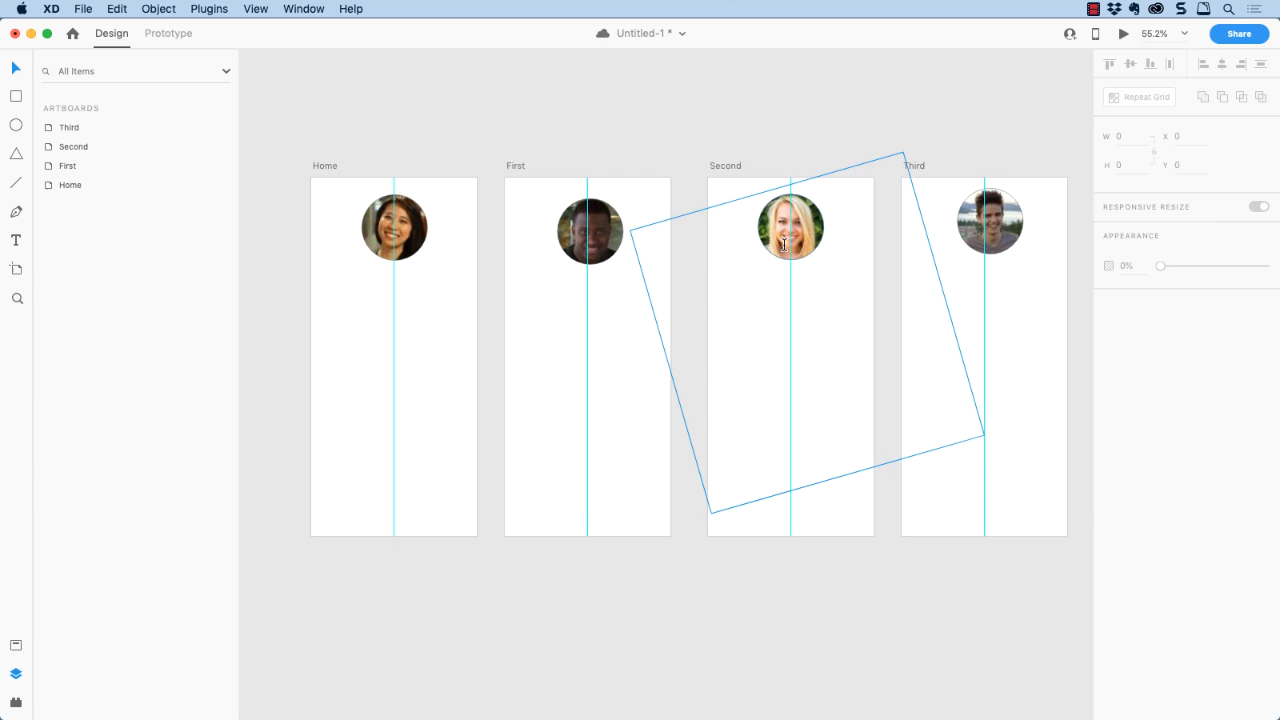 XD File Edit Object Plugins View Window Help
Design Prototype
Untitled-1 *
55.2%
Share
All Items
ARTBOARDS
Third
Second
First
Home
Home
First
Second
Third
Repeat Grid
W 0 X 0
H 0 Y 0
RESPONSIVE RESIZE
APPEARANCE
0%